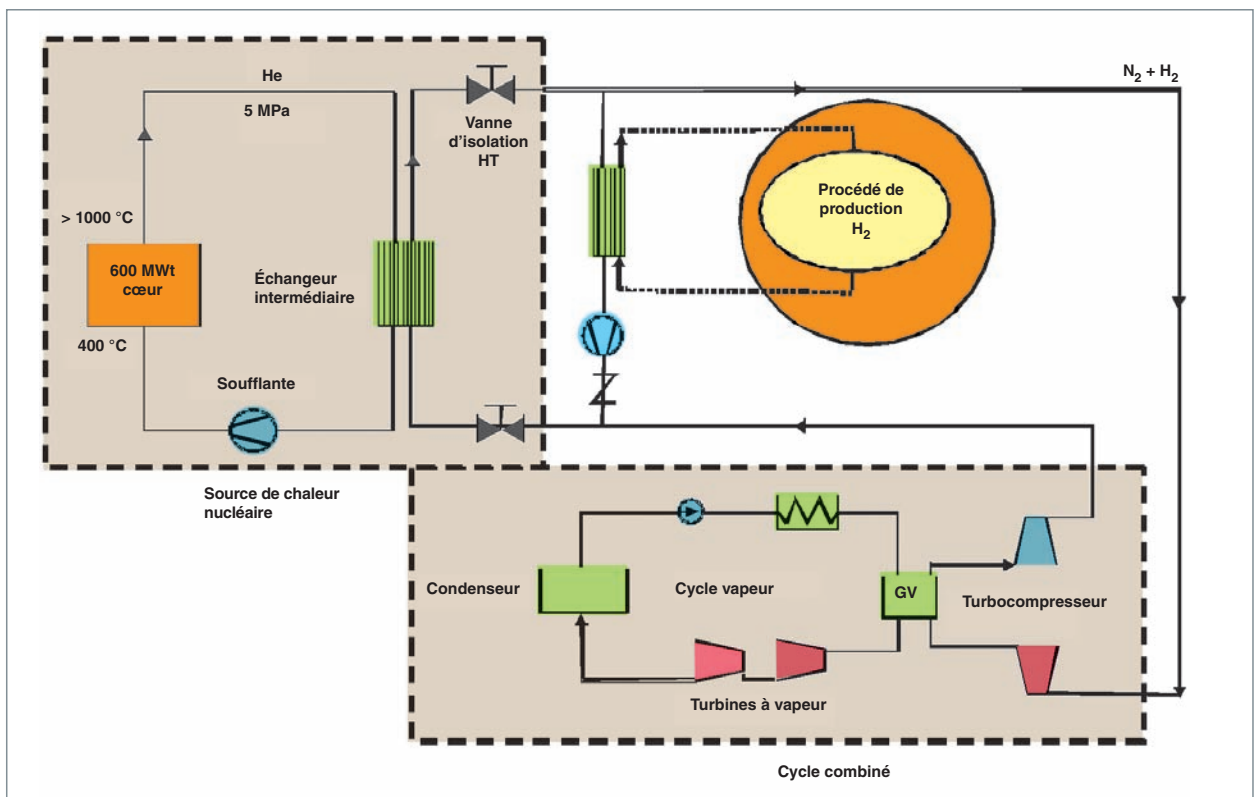 He
5 MPa
N2 + H2
Vanne
d'isolation
HT
> 1000 °C
600 MWt
cœur
400 °C
Échangeur
intermédiaire
Soufflante
Procédé de
production
H2
Source de chaleur
nucléaire
Condenseur
Cycle vapeur
GV
Turbocompresseur
Turbines à vapeur
Cycle combiné